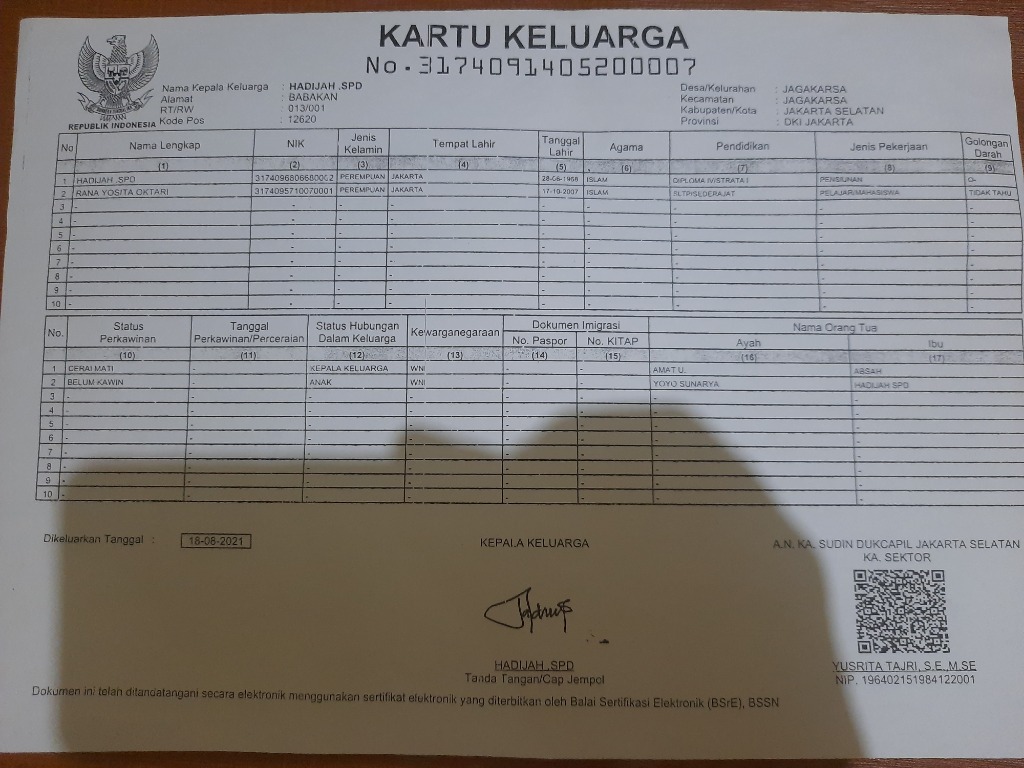 KARTU KELUARGA
No. 3174091405200007
REPUBLIK INDONESIA
Nama Kepala Keluarga : HADIJAH .SPD
Alamat : BABAKAN
RT/RW : 013/001
Kode Pos : 12620
Desa/Kelurahan : JAGAKARSA
Kecamatan : JAGAKARSA
Kabupaten/Kota : JAKARTA SELATAN
Provinsi : DKI JAKARTA
No Nama Lengkap NIK Jenis Kelamin Tempat Lahir Tanggal Lahir Agama Pendidikan Jenis Pekerjaan Golongan Darah
(1) (2) (3) (4) (5) (6) (7) (8) (9)
1 HADIJAH .SPD 3174096806680002 PEREMPUAN JAKARTA 28-06-1968 ISLAM DIPLOMA IV/STRATA I PENSIUNAN O-
2 RANA YOSITA OKTARI 3174095710070001 PEREMPUAN JAKARTA 17-10-2007 ISLAM SLTP/SEDERAJAT PELAJAR/MAHASISWA TIDAK TAHU
3 - - - - - - - - -
4 - - - - - - - - -
5 - - - - - - - - -
6 - - - - - - - - -
7 - - - - - - - - -
8 - - - - - - - - -
9 - - - - - - - - -
10 - - - - - - - - -
No. Status Perkawinan Tanggal Perkawinan/Perceraian Status Hubungan Dalam Keluarga Kewarganegaraan Dokumen Imigrasi Nama Orang Tua
No. Paspor No. KITAP Ayah Ibu
(10) (11) (12) (13) (14) (15) (16) (17)
1 CERAI MATI - KEPALA KELUARGA WNI - - AMAT U. ABSAH
2 BELUM KAWIN - ANAK WNI - - YOYO SUNARYA HADIJAH SPD
3 - - - - - - - -
4 - - - - - - - -
5 - - - - - - - -
6 - - - - - - - -
7 - - - - - - - -
8 - - - - - - - -
9 - - - - - - - -
10 - - - - - - - -
Dikeluarkan Tanggal : 18-08-2021
KEPALA KELUARGA
HADIJAH .SPD
Tanda Tangan/Cap Jempol
A.N. KA. SUDIN DUKCAPIL JAKARTA SELATAN
KA. SEKTOR
YUSRITA TAJRI, S.E.,M.SE
NIP. 196402151984122001
Dokumen ini telah ditandatangani secara elektronik menggunakan sertifikat elektronik yang diterbitkan oleh Balai Sertifikasi Elektronik (BSrE), BSSN